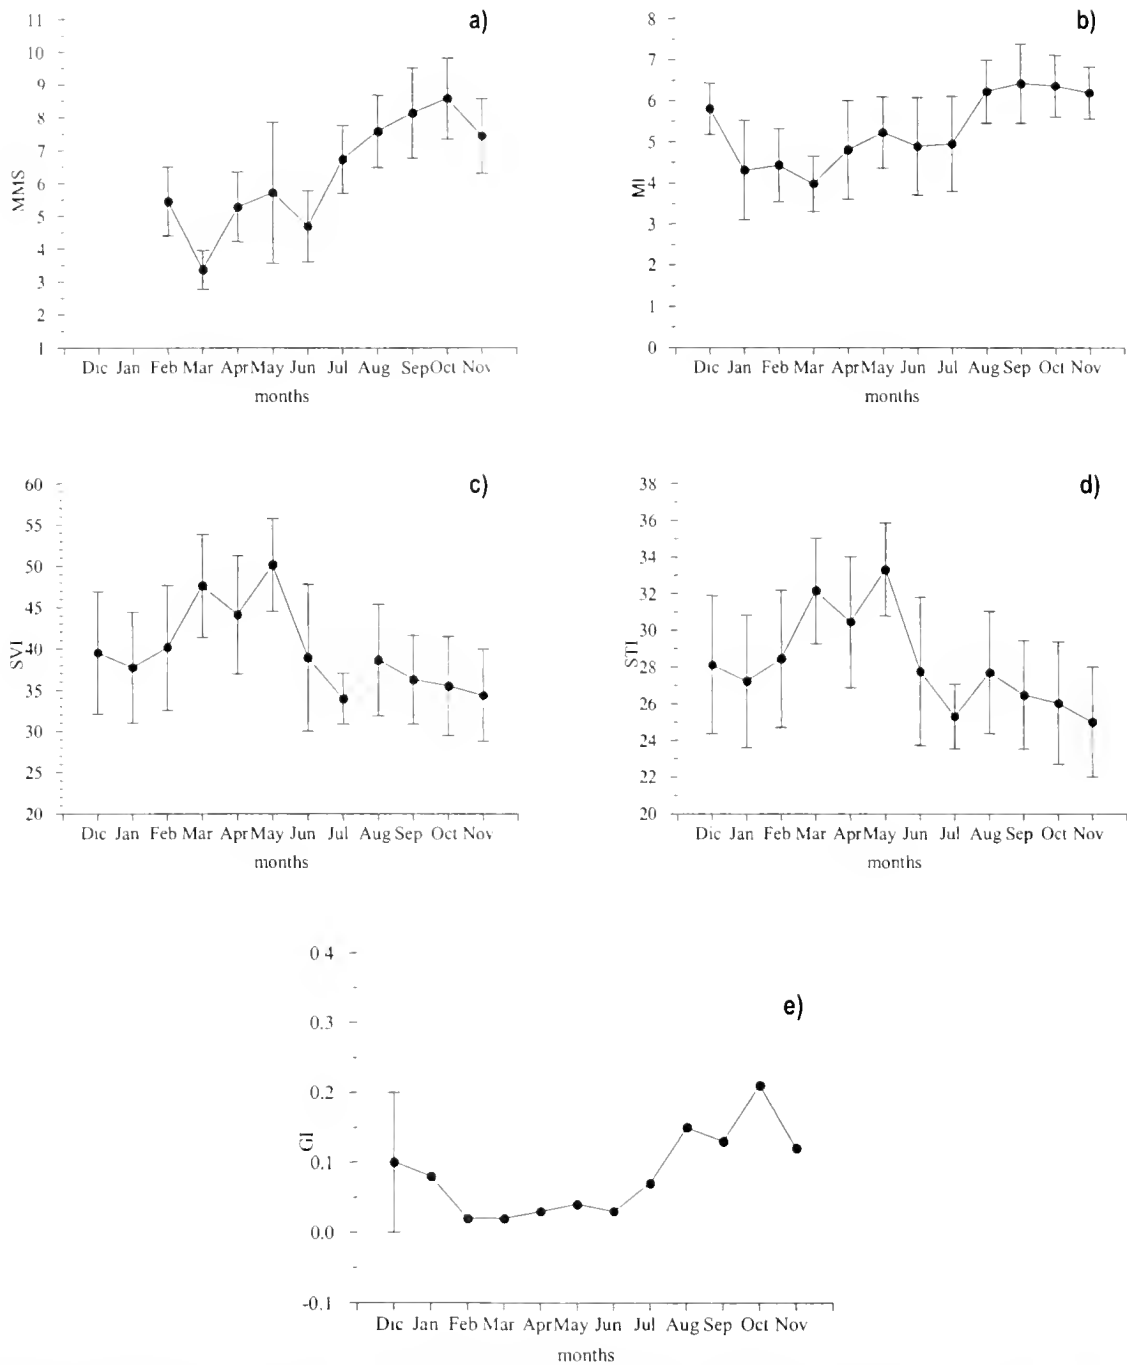 a)
11
10
9
8
7
6
5
4
3
2
1
MMS
Dic Jan Feb Mar Apr May Jun Jul Aug Sep Oct Nov
months
b)
8
7
6
5
4
3
2
1
0
MI
Dic Jan Feb Mar Apr May Jun Jul Aug Sep Oct Nov
months
c)
60
55
50
45
40
35
30
25
20
SVI
Dic Jan Feb Mar Apr May Jun Jul Aug Sep Oct Nov
months
d)
38
36
34
32
30
28
26
24
22
20
STI
Dic Jan Feb Mar Apr May Jun Jul Aug Sep Oct Nov
months
e)
0.4
0.3
0.2
0.1
0.0
-0.1
GI
Dic Jan Feb Mar Apr May Jun Jul Aug Sep Oct Nov
months